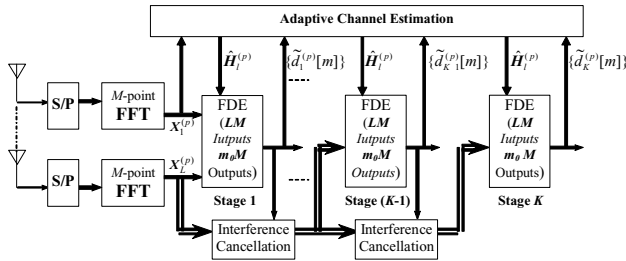 Adaptive Channel Estimation
Ĥ_l^(p)
{d̃_1^(p)[m]}
Ĥ_l^(p)
{d̃_{K 1}^(p)[m]}
Ĥ_l^(p)
{d̃_K^(p)[m]}
S/P
M-point
FFT
X_1^(p)
FDE
(LM
Iutputs
m_0M
Outputs)
Stage 1
FDE
(LM
Iutputs
m_0 M
Outputs)
Stage (K-1)
FDE
(LM
Iutputs
m_0 M
Outputs)
Stage K
S/P
M-point
FFT
X_L^(p)
Interference
Cancellation
Interference
Cancellation